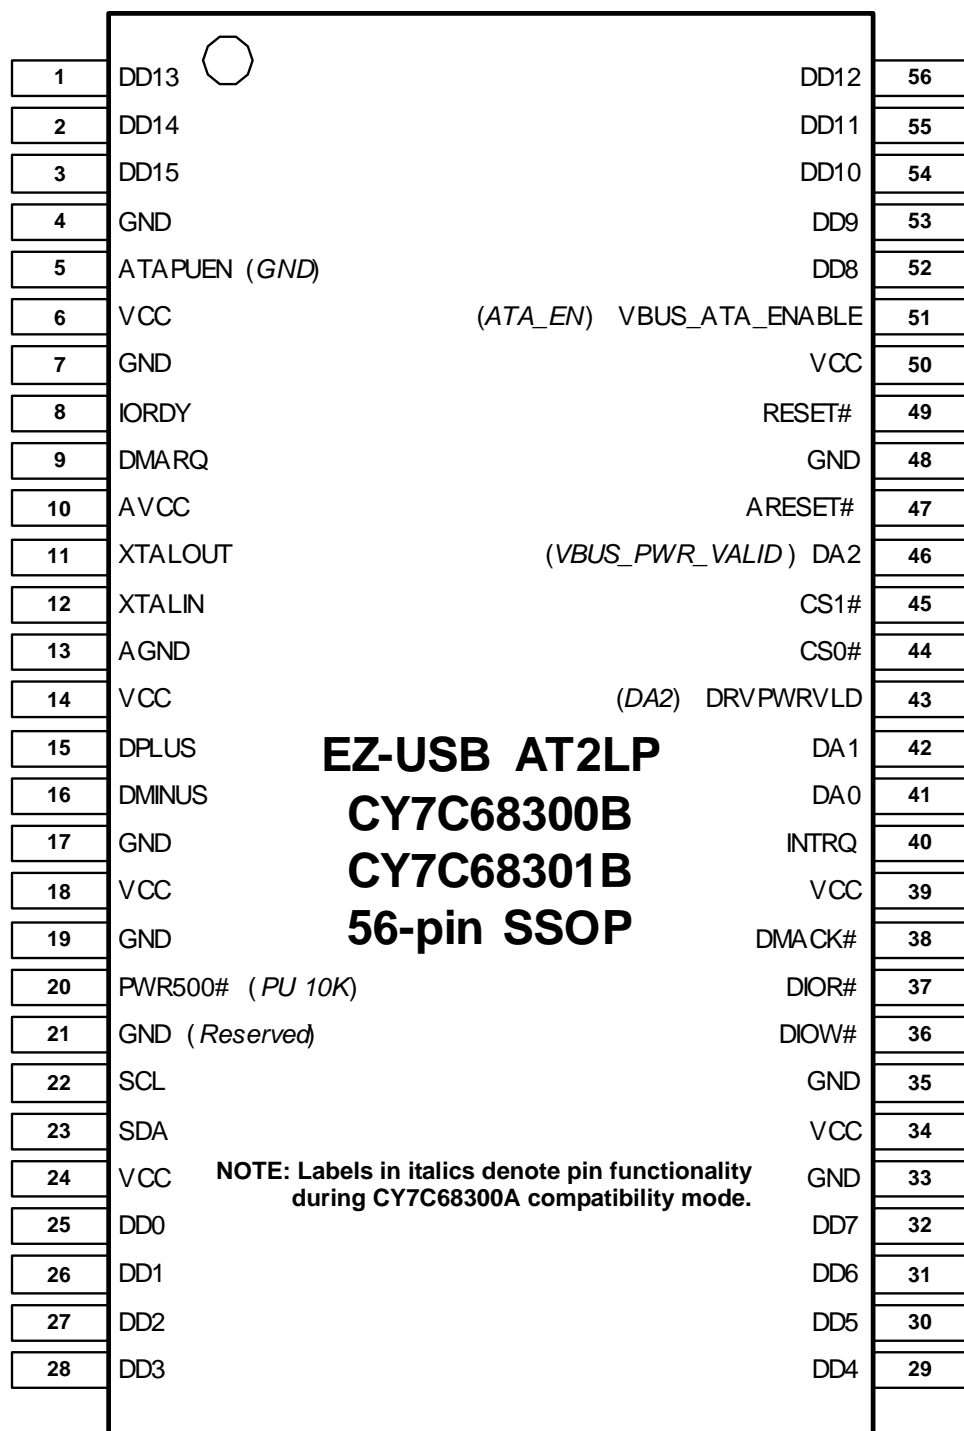 1 DD13 DD12 56
2 DD14 DD11 55
3 DD15 DD10 54
4 GND DD9 53
5 ATAPUEN (GND) DD8 52
6 VCC (ATA_EN) VBUS_ATA_ENABLE 51
7 GND VCC 50
8 IORDY RESET# 49
9 DMARQ GND 48
10 AVCC ARESET# 47
11 XTALOUT (VBUS_PWR_VALID) DA2 46
12 XTALIN CS1# 45
13 AGND CS0# 44
14 VCC (DA2) DRVPWRVLD 43
15 DPLUS DA1 42
16 DMINUS DA0 41
17 GND INTRQ 40
18 VCC VCC 39
19 GND DMACK# 38
20 PWR500# (PU 10K) DIOR# 37
21 GND (Reserved) DIOW# 36
22 SCL GND 35
23 SDA VCC 34
24 VCC GND 33
25 DD0 DD7 32
26 DD1 DD6 31
27 DD2 DD5 30
28 DD3 DD4 29
EZ-USB AT2LP
CY7C68300B
CY7C68301B
56-pin SSOP
NOTE: Labels in italics denote pin functionality
during CY7C68300A compatibility mode.